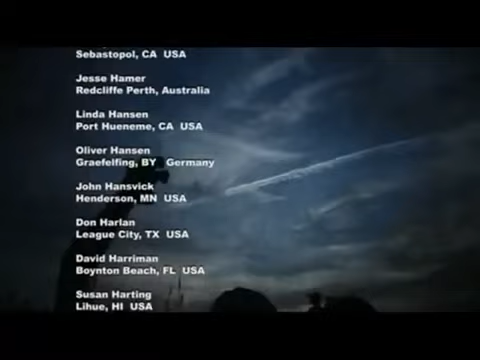 Sebastopol, CA USA
Jesse Hamer
Redcliffe Perth, Australia
Linda Hansen
Port Hueneme, CA USA
Oliver Hansen
Graefelfing, BY Germany
John Hansvick
Henderson, MN USA
Don Harlan
League City, TX USA
David Harriman
Boynton Beach, FL USA
Susan Harting
Lihue, HI USA